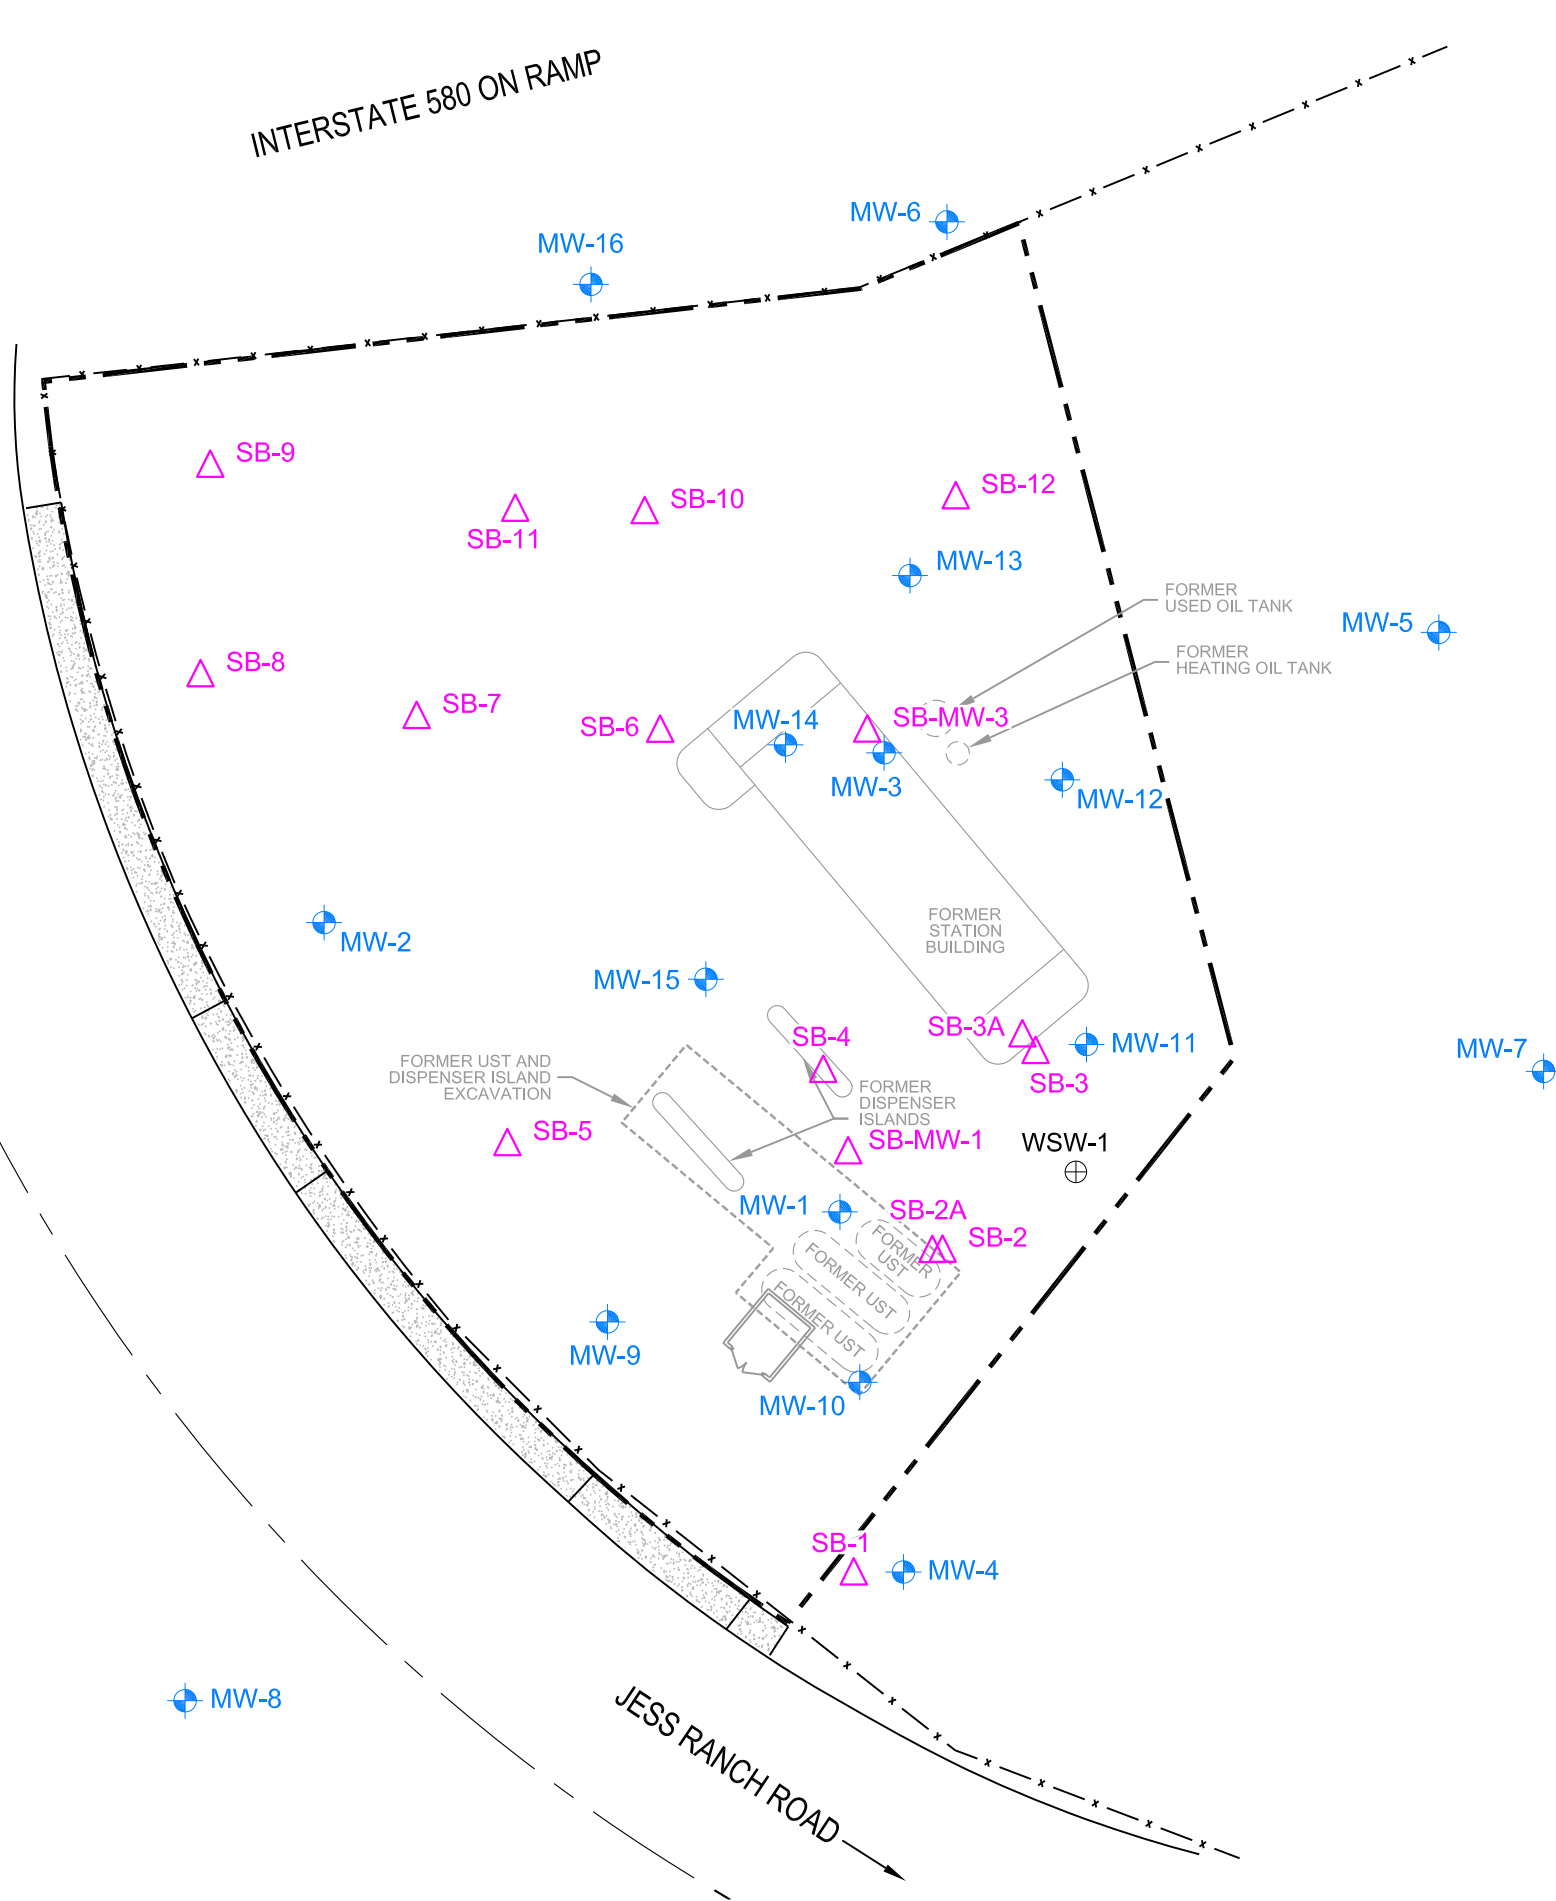 INTERSTATE 580 ON RAMP
MW-6
MW-16
SB-9
SB-12
SB-10
SB-11
MW-13
FORMER
USED OIL TANK
MW-5
FORMER
HEATING OIL TANK
SB-8
SB-7
SB-6
MW-14
SB-MW-3
MW-3
MW-12
FORMER
STATION
BUILDING
MW-2
MW-15
SB-3A
SB-4
MW-11
MW-7
FORMER UST AND
DISPENSER ISLAND
EXCAVATION
SB-3
FORMER
DISPENSER
ISLANDS
SB-5
SB-MW-1
WSW-1
MW-1
SB-2A
SB-2
FORMER
UST
FORMER UST
FORMER UST
MW-9
MW-10
SB-1
MW-4
MW-8
JESS RANCH ROAD